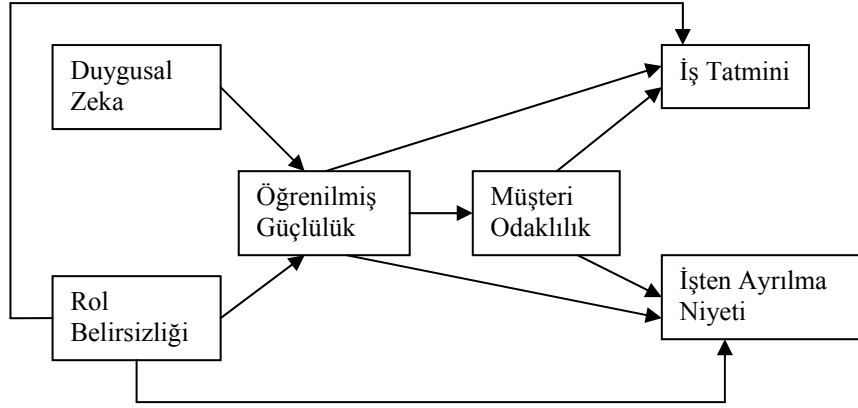 Duygusal
Zeka
İş Tatmini
Öğrenilmiş
Güçlülük
Müşteri
Odaklılık
Rol
Belirsizliği
İşten Ayrılma
Niyeti